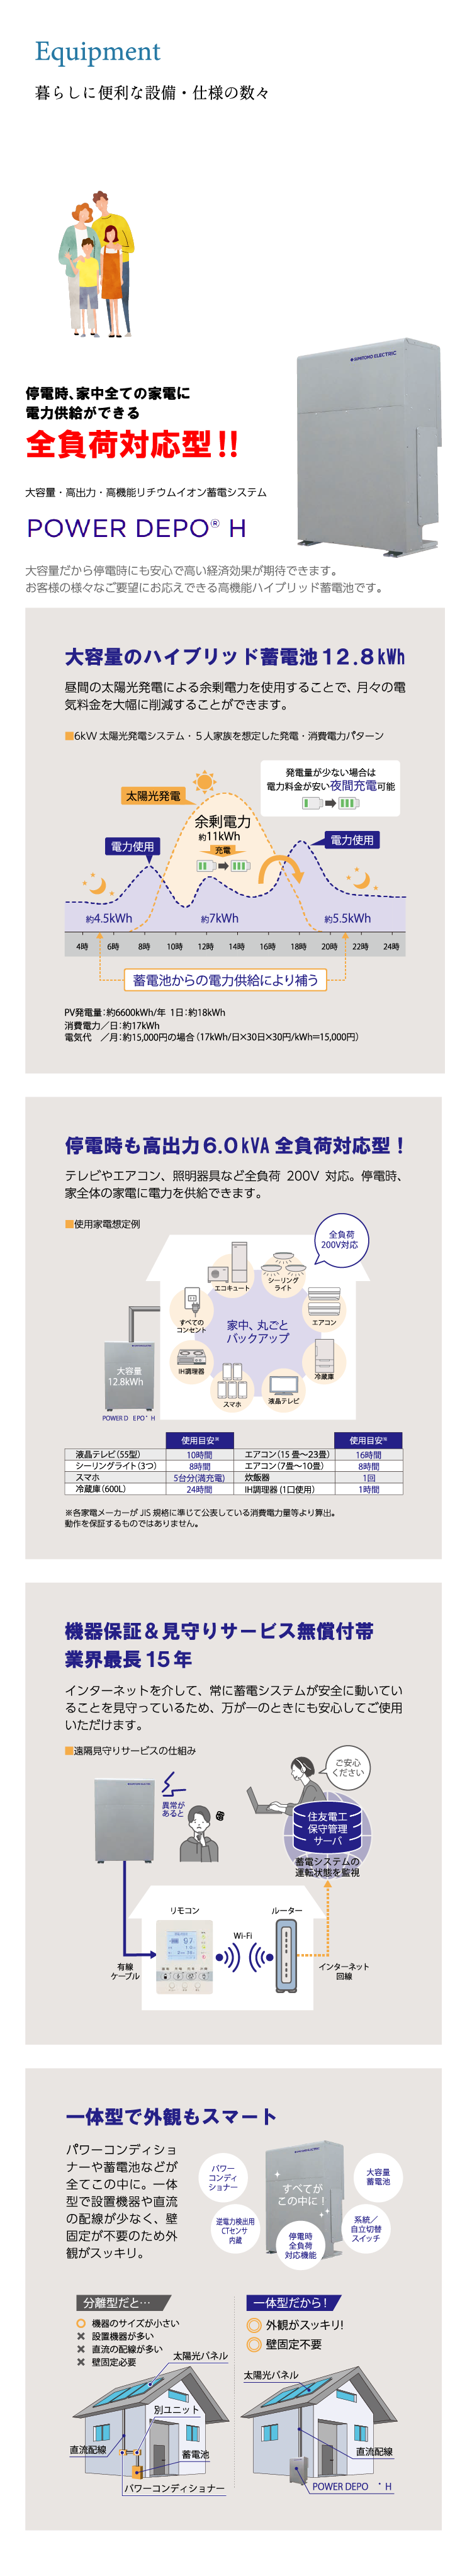 Equipment
暮らしに便利な設備・仕様の数々
SUMITOMO ELECTRIC
停電時、家中全ての家電に
電力供給ができる
全負荷対応型!!
大容量・高出力・高機能リチウムイオン蓄電システム
POWER DEPO® H
大容量だから停電時にも安心で高い経済効果が期待できます。
お客様の様々なご要望にお応えできる高機能ハイブリッド蓄電池です。
大容量のハイブリッド蓄電池12.8kWh
昼間の太陽光発電による余剰電力を使用することで、月々の電
気料金を大幅に削減することができます。
■6kW 太陽光発電システム・5人家族を想定した発電・消費電力パターン
発電量が少ない場合は
電力料金が安い夜間充電可能
太陽光発電
余剰電力
約11kWh
充電
電力使用
電力使用
約4.5kWh
約7kWh
約5.5kWh
4時 6時 8時 10時 12時 14時 16時 18時 20時 22時 24時
蓄電池からの電力供給により補う
PV発電量:約6600kWh/年 1日:約18kWh
消費電力/日:約17kWh
電気代 /月:約15,000円の場合(17kWh/日×30日×30円/kWh=15,000円)
停電時も高出力6.0kVA 全負荷対応型!
テレビやエアコン、照明器具など全負荷 200V 対応。停電時、
家全体の家電に電力を供給できます。
■使用家電想定例
全負荷
200V対応
エコキュート
シーリング
ライト
すべての
コンセント
エアコン
家中、丸ごと
バックアップ
IH調理器
冷蔵庫
スマホ
液晶テレビ
大容量
12.8kWh
POWER D EPO® H
使用目安※ 使用目安※
液晶テレビ(55型) 10時間 エアコン(15畳〜23畳) 16時間
シーリングライト(3つ) 8時間 エアコン(7畳〜10畳) 8時間
スマホ 5台分(満充電) 炊飯器 1回
冷蔵庫(600L) 24時間 IH調理器(1口使用) 1時間
※各家電メーカーが JIS 規格に準じて公表している消費電力量等より算出。
動作を保証するものではありません。
機器保証&見守りサービス無償付帯
業界最長15年
インターネットを介して、常に蓄電システムが安全に動いてい
ることを見守っているため、万が一のときにも安心してご使用
いただけます。
■遠隔見守りサービスの仕組み
ご安心
ください
異常が
あると
住友電工
保守管理
サーバ
蓄電システムの
運転状態を監視
リモコン
ルーター
Wi-Fi
有線
ケーブル
インターネット
回線
一体型で外観もスマート
パワーコンディショ
ナーや蓄電池などが
全てこの中に。一体
型で設置機器や直流
の配線が少なく、壁
固定が不要のため外
観がスッキリ。
パワー
コンディ
ショナー
大容量
蓄電池
すべてが
この中に!
逆電力検出用
CTセンサ
内蔵
停電時
全負荷
対応機能
系統/
自立切替
スイッチ
分離型だと…
○ 機器のサイズが小さい
× 設置機器が多い
× 直流の配線が多い
× 壁固定必要
一体型だから!
◎ 外観がスッキリ!
◎ 壁固定不要
太陽光パネル
別ユニット
直流配線
蓄電池
パワーコンディショナー
太陽光パネル
直流配線
POWER DEPO ® H